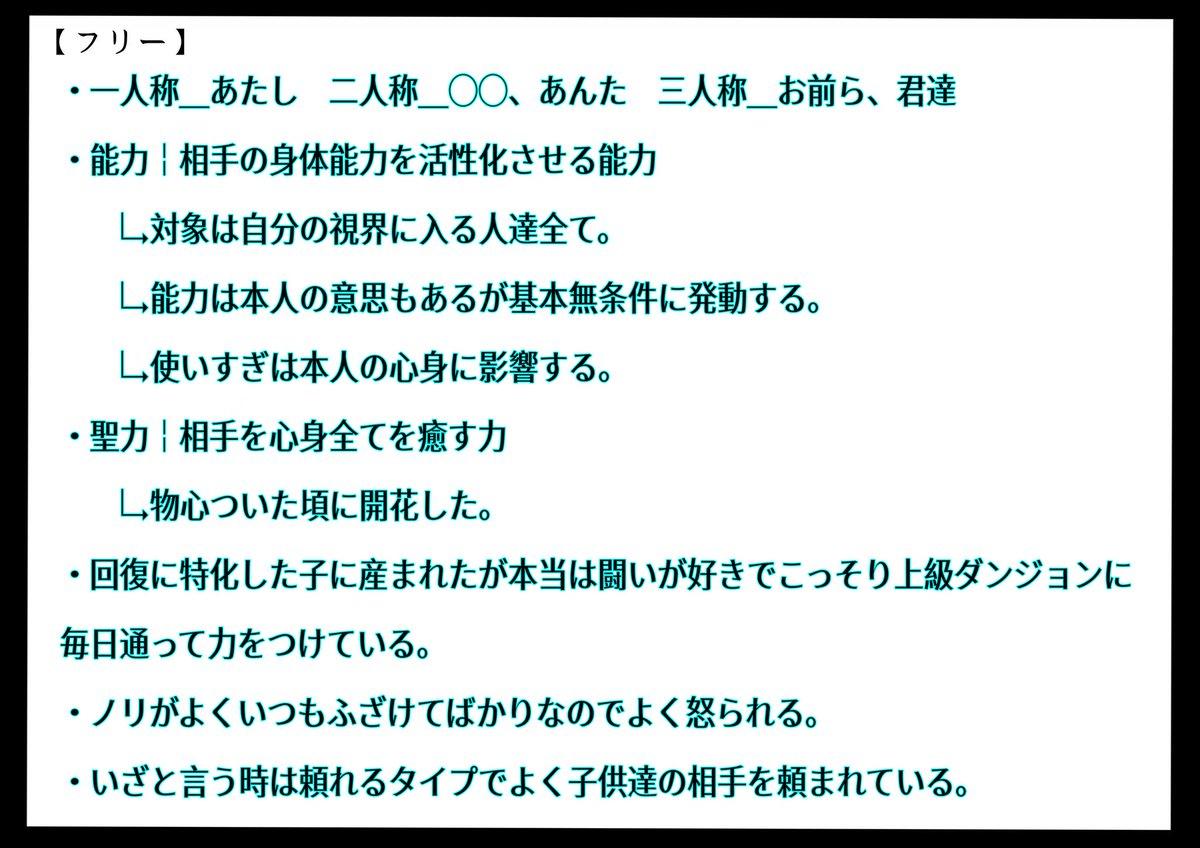 【フリー】
・一人称__あたし　二人称__〇〇、あんた　三人称__お前ら、君達
・能力¦相手の身体能力を活性化させる能力
└→対象は自分の視界に入る人達全て。
└→能力は本人の意思もあるが基本無条件に発動する。
└→使いすぎは本人の心身に影響する。
・聖力¦相手を心身全てを癒す力
└→物心ついた頃に開花した。
・回復に特化した子に産まれたが本当は闘いが好きでこっそり上級ダンジョンに
毎日通って力をつけている。
・ノリがよくいつもふざけてばかりなのでよく怒られる。
・いざと言う時は頼れるタイプでよく子供達の相手を頼まれている。